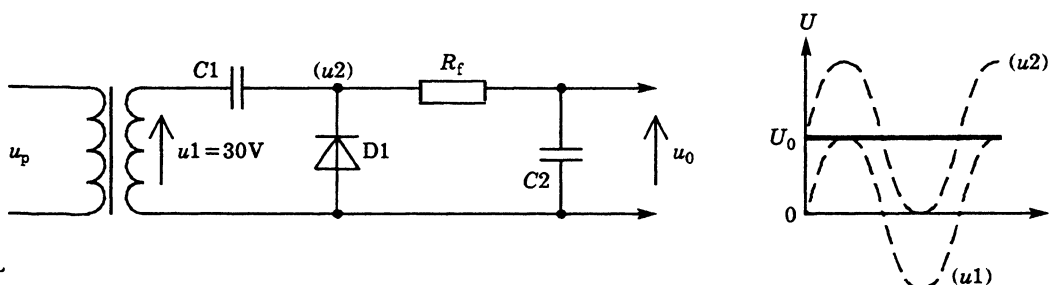 C1
(u2)
R_f
u_p
u1=30V
D1
C2
u_0
U
(u2)
U_0
0
(u1)